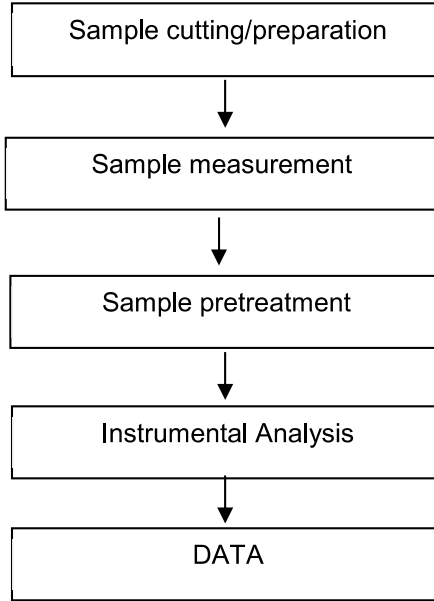 Sample cutting/preparation
Sample measurement
Sample pretreatment
Instrumental Analysis
DATA